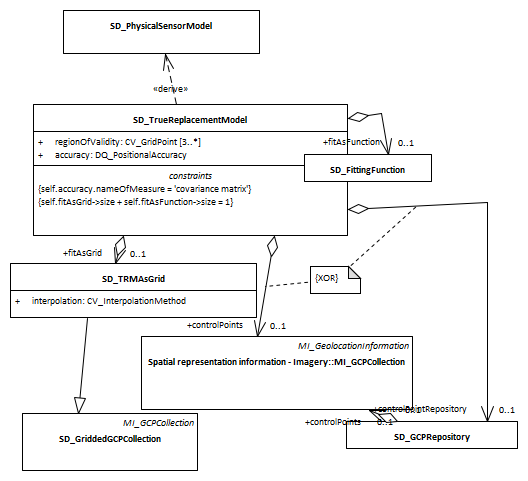 SD_PhysicalSensorModel
«derive»
SD_TrueReplacementModel
+ regionOfValidity: CV_GridPoint [3..*]
+ accuracy: DQ_PositionalAccuracy
constraints
{self.accuracy.nameOfMeasure = 'covariance matrix'}
{self.fitAsGrid->size + self.fitAsFunction->size = 1}
+fitAsFunction
0..1
SD_FittingFunction
+fitAsGrid
0..1
SD_TRMAsGrid
+ interpolation: CV_InterpolationMethod
{XOR}
+controlPoints
0..1
MI_GeolocationInformation
Spatial representation information - Imagery::MI_GCPCollection
+controlPointRepository
0..1
0..1
+controlPoints
0..1
MI_GCPCollection
SD_GriddedGCPCollection
SD_GCPRepository